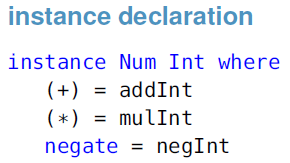 instance declaration
instance Num Int where
(+) = addInt
(*) = mulInt
negate = negInt